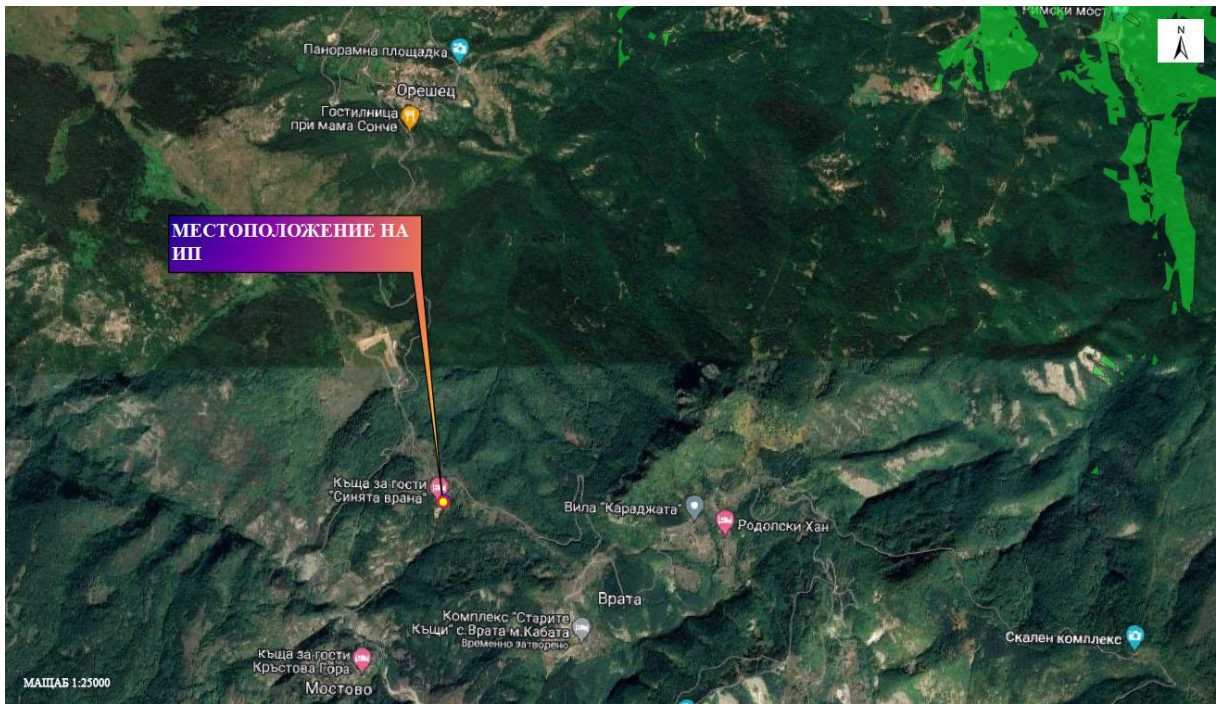 Римски мост
N
Панорамна площадка
Орешец
Гостилница
при мама Сонче
МЕСТОПОЛОЖЕНИЕ НА
ИП
Къща за гости
"Синята врана"
Вила "Караджата"
Родопски Хан
Врата
Комплекс "Старите
Къщи" с.Врата м.Кабата
Временно затворено
Скален комплекс
къща за гости
Кръстова Гора
Мостово
МАЩАБ 1:25000